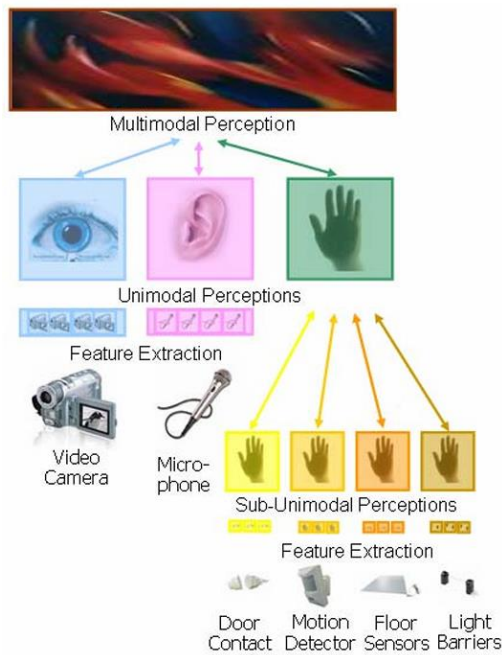 Multimodal Perception
Unimodal Perceptions
Feature Extraction
Video
Camera
Micro-
phone
Sub-Unimodal Perceptions
Feature Extraction
Door
Contact
Motion
Detector
Floor
Sensors
Light
Barriers